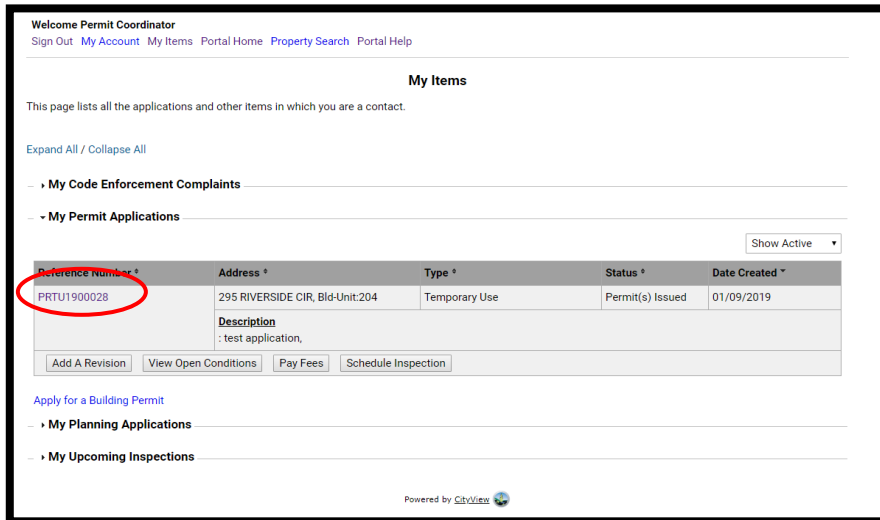 Welcome Permit Coordinator
Sign Out My Account My Items Portal Home Property Search Portal Help
My Items
This page lists all the applications and other items in which you are a contact.
Expand All / Collapse All
My Code Enforcement Complaints
My Permit Applications
Show Active
Reference Number Address Type Status Date Created
PRTU1900028 295 RIVERSIDE CIR, Bld-Unit:204 Temporary Use Permit(s) Issued 01/09/2019
Description
: test application,
Add A Revision View Open Conditions Pay Fees Schedule Inspection
Apply for a Building Permit
My Planning Applications
My Upcoming Inspections
Powered by CityView